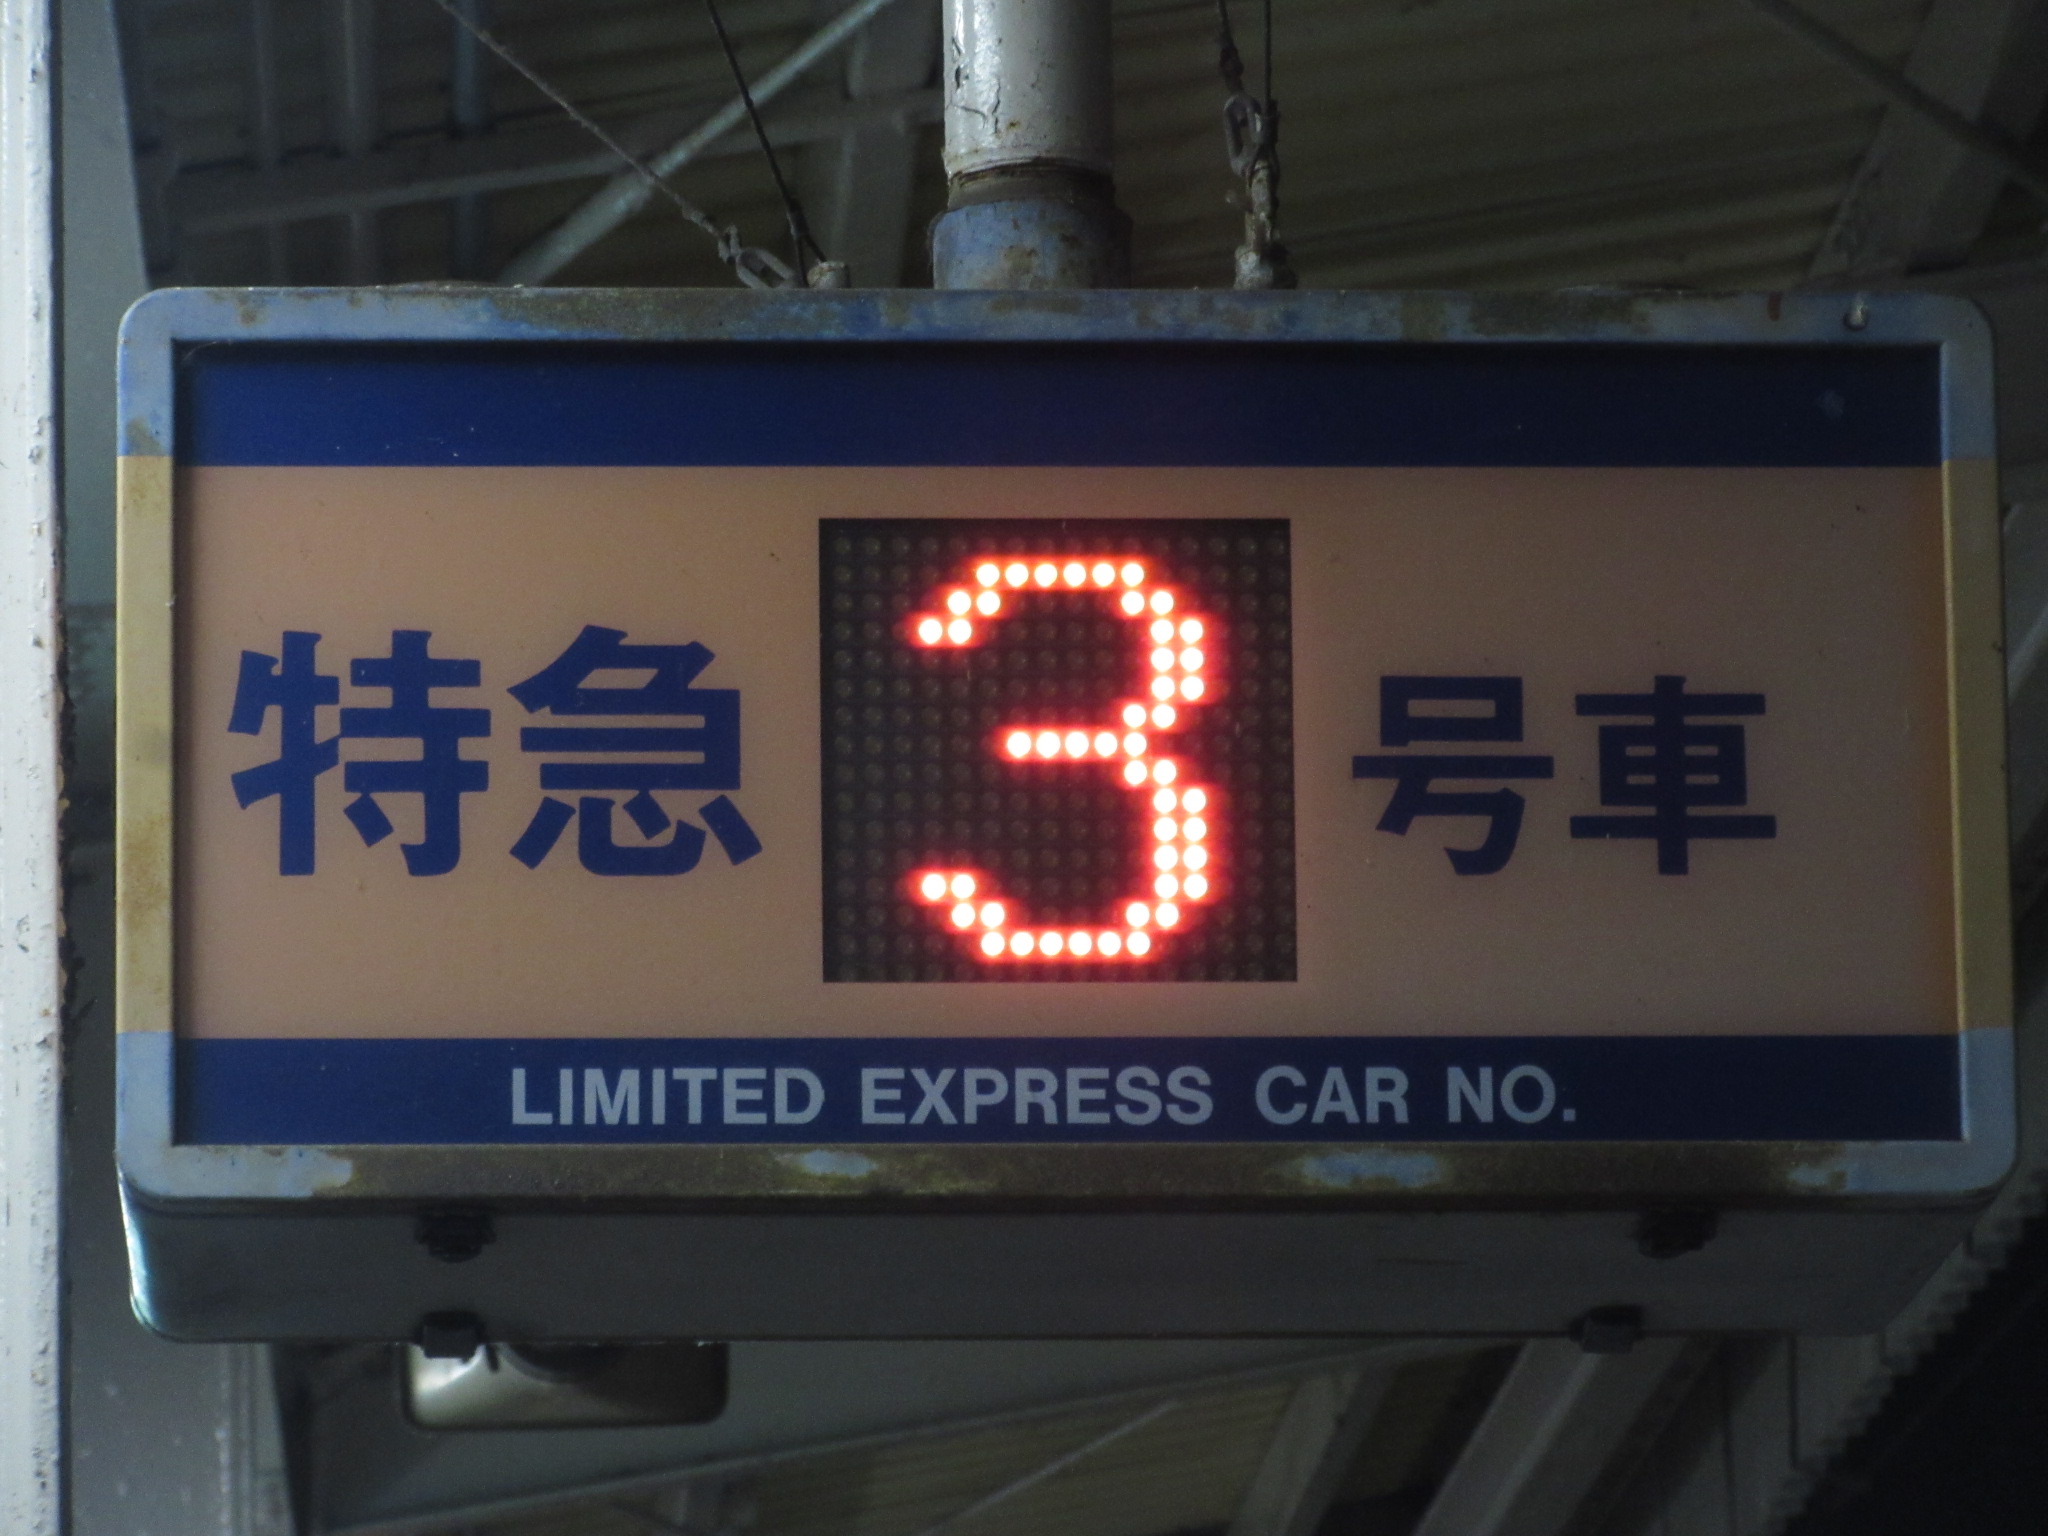 特急 3 号車
LIMITED EXPRESS CAR NO.